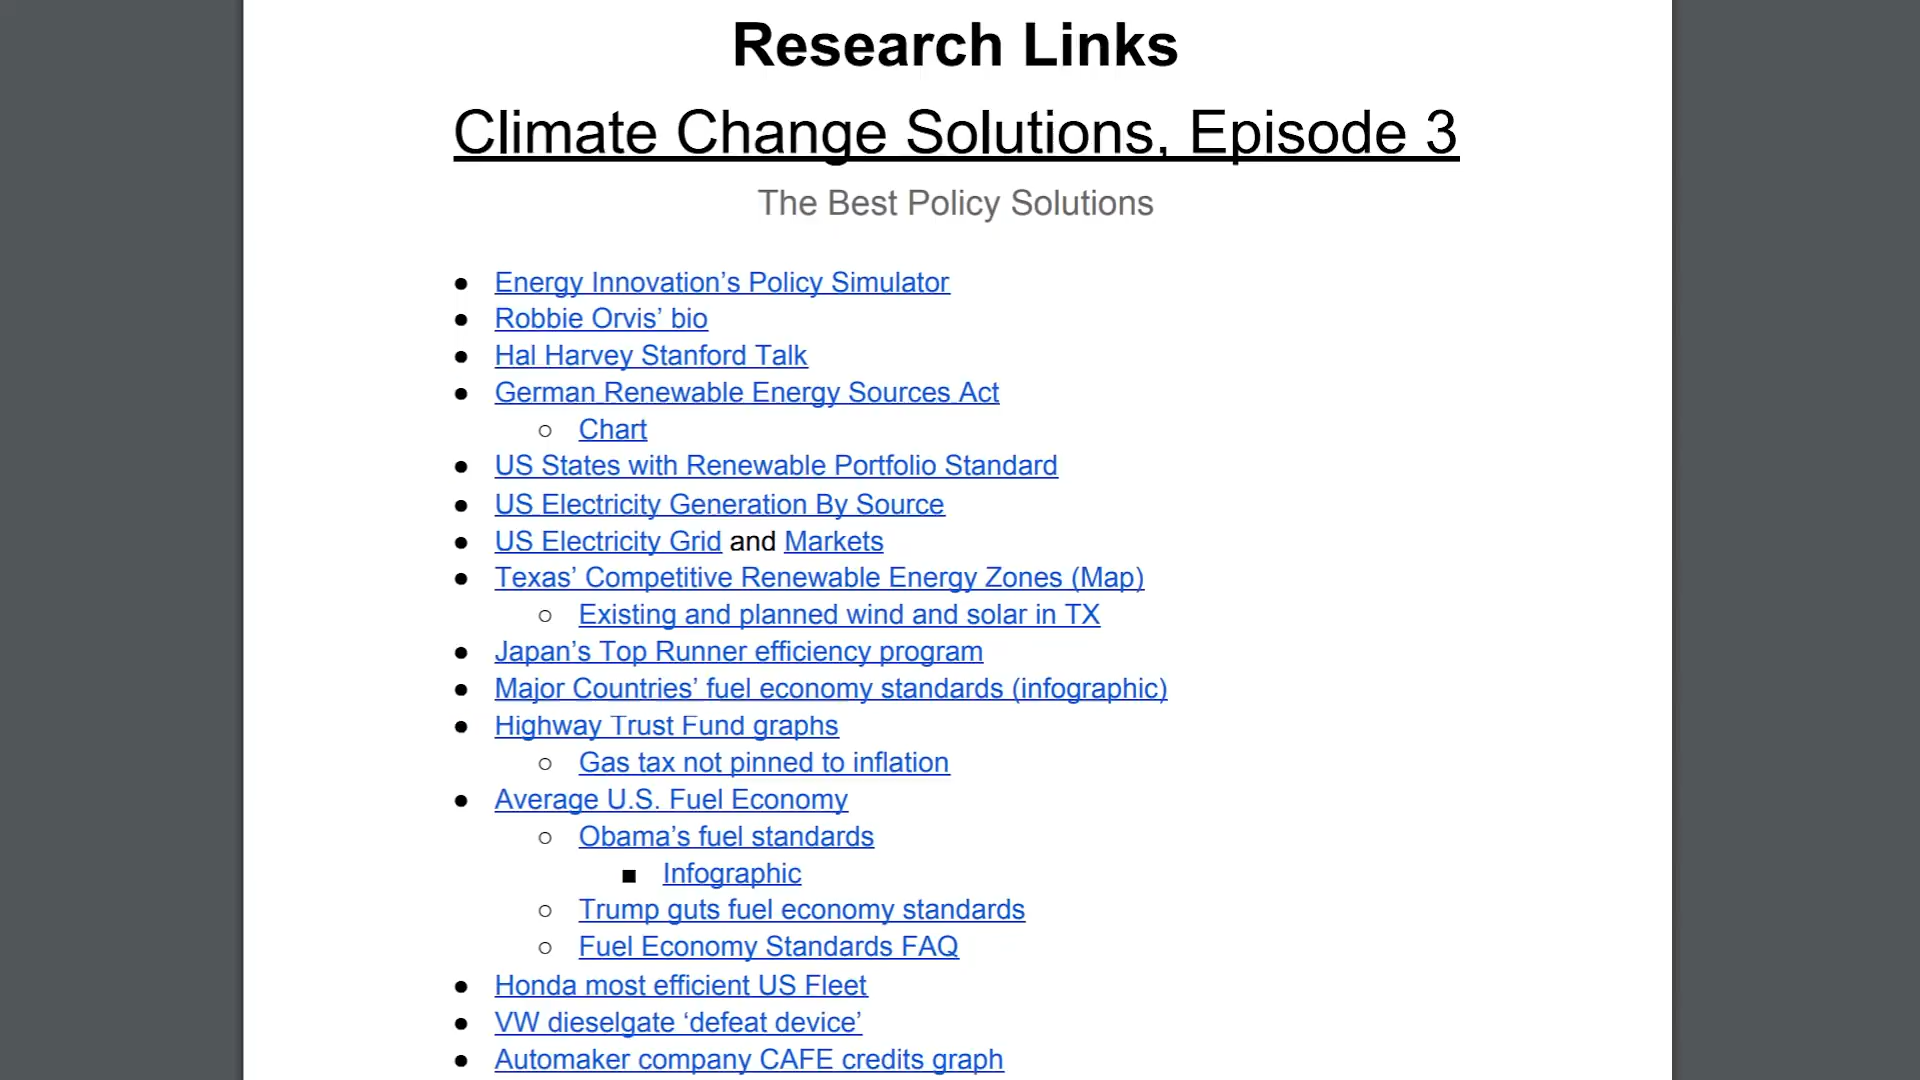 Research Links
Climate Change Solutions, Episode 3
The Best Policy Solutions
● Energy Innovation’s Policy Simulator
● Robbie Orvis’ bio
● Hal Harvey Stanford Talk
● German Renewable Energy Sources Act
○ Chart
● US States with Renewable Portfolio Standard
● US Electricity Generation By Source
● US Electricity Grid and Markets
● Texas’ Competitive Renewable Energy Zones (Map)
○ Existing and planned wind and solar in TX
● Japan’s Top Runner efficiency program
● Major Countries’ fuel economy standards (infographic)
● Highway Trust Fund graphs
○ Gas tax not pinned to inflation
● Average U.S. Fuel Economy
○ Obama’s fuel standards
■ Infographic
○ Trump guts fuel economy standards
○ Fuel Economy Standards FAQ
● Honda most efficient US Fleet
● VW dieselgate ‘defeat device’
● Automaker company CAFE credits graph